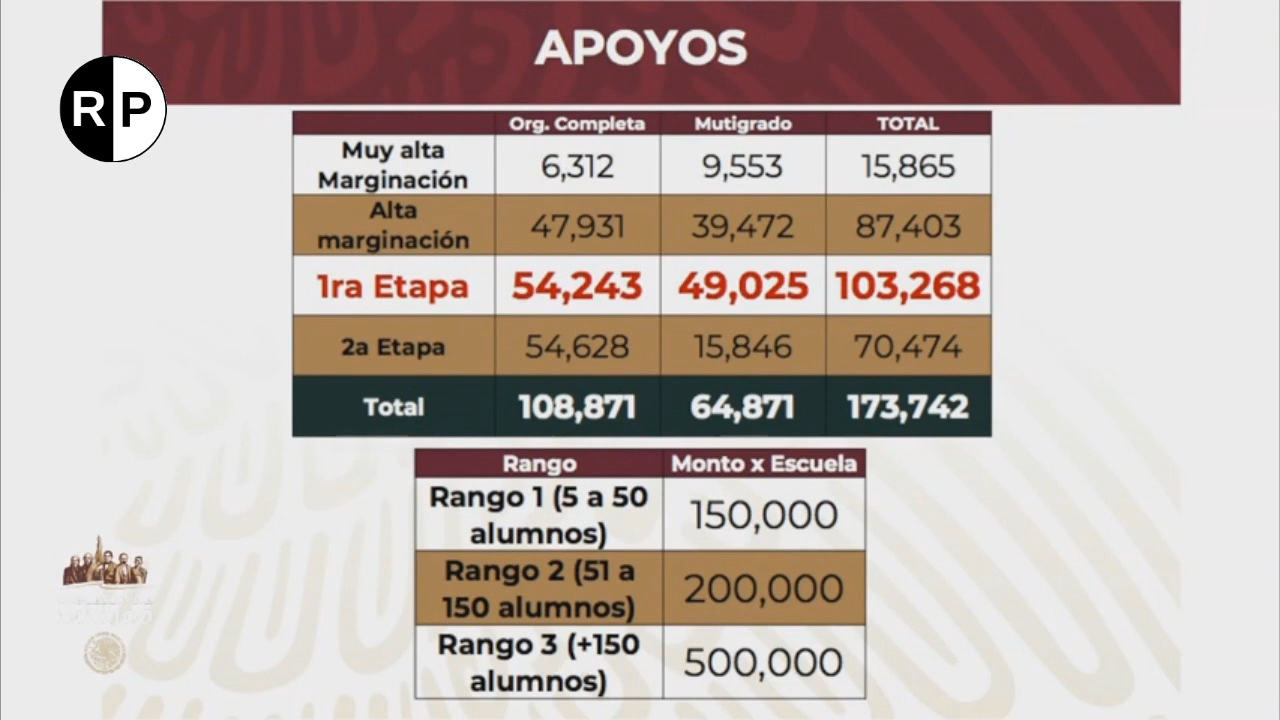 APOYOS
RP
Org. Completa Mutigrado TOTAL
Muy alta
Marginación 6,312 9,553 15,865
Alta
marginación 47,931 39,472 87,403
1ra Etapa 54,243 49,025 103,268
2a Etapa 54,628 15,846 70,474
Total 108,871 64,871 173,742
Rango Monto x Escuela
Rango 1 (5 a 50
alumnos) 150,000
Rango 2 (51 a
150 alumnos) 200,000
Rango 3 (+150
alumnos) 500,000